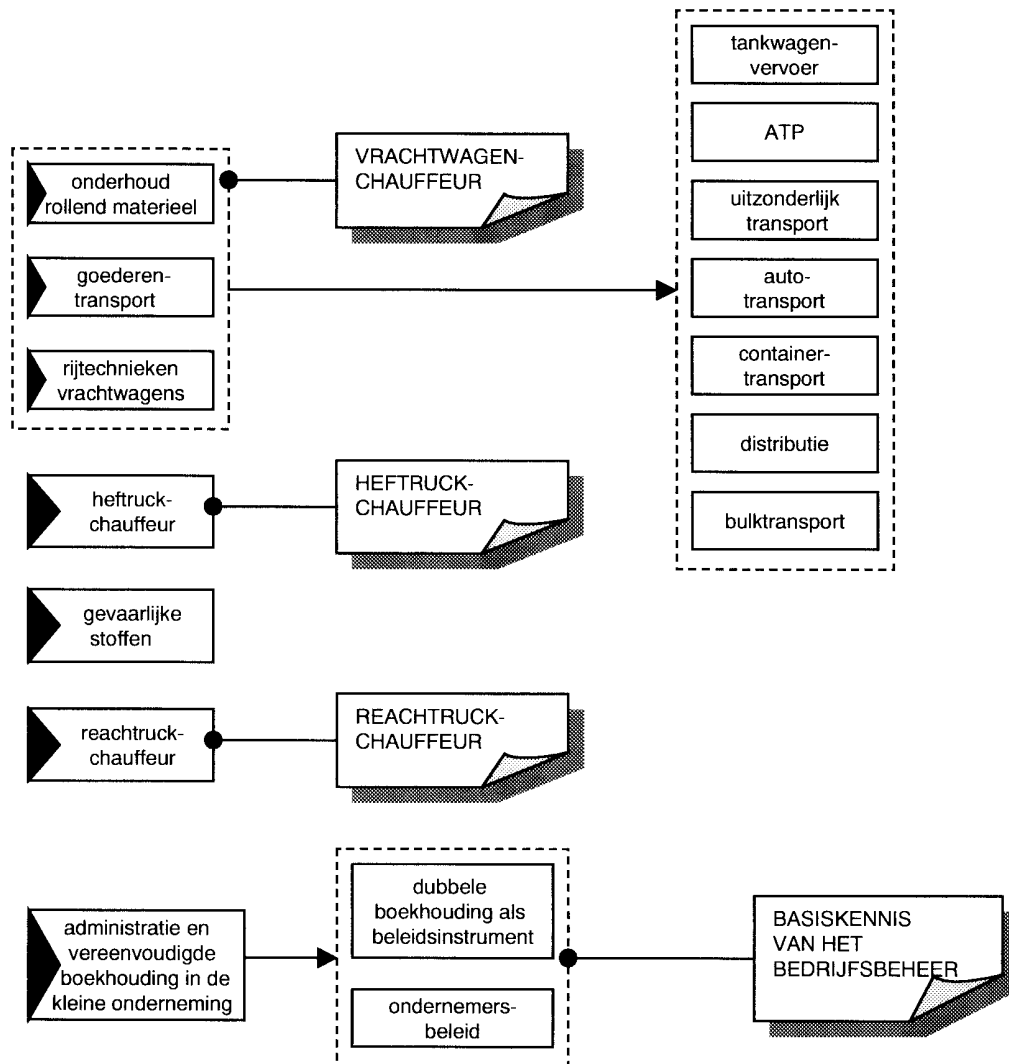 tankwagen-
vervoer
ATP
uitzonderlijk
transport
auto-
transport
container-
transport
distributie
bulktransport
onderhoud
rollend materieel
goederen-
transport
rijtechnieken
vrachtwagens
VRACHTWAGEN-
CHAUFFEUR
heftruck-
chauffeur
HEFTRUCK-
CHAUFFEUR
gevaarlijke
stoffen
reachtruck-
chauffeur
REACHTRUCK-
CHAUFFEUR
administratie en
vereenvoudigde
boekhouding in de
kleine onderneming
dubbele
boekhouding als
beleidsinstrument
ondernemers-
beleid
BASISKENNIS
VAN HET
BEDRIJFSBEHEER